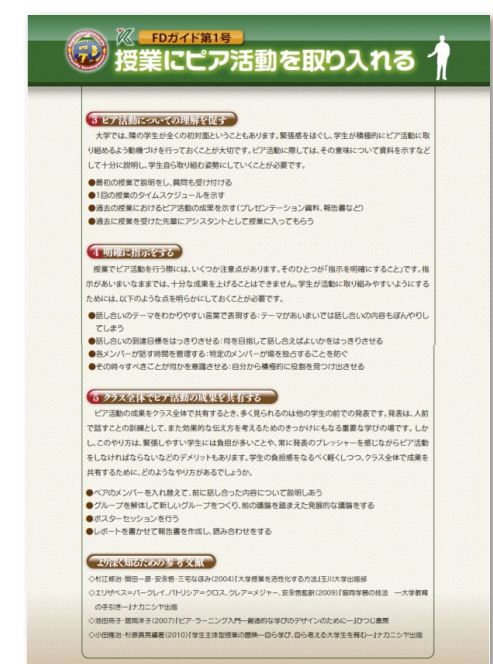 FD
FDガイド第1号
授業にピア活動を取り入れる
3 ピア活動についての理解を促す
大学では、隣の学生が全くの初対面ということもあります。緊張感をほぐし、学生が積極的にピア活動に取
り組めるよう動機づけを行っておくことが大切です。ピア活動に際しては、その意味について資料を示すなど
して十分に説明し、学生自ら取り組む姿勢にしていくことが必要です。
●最初の授業で説明をし、質問も受け付ける
●1回の授業のタイムスケジュールを示す
●過去の授業におけるピア活動の成果を示す(プレゼンテーション資料、報告書など)
●過去に授業を受けた先輩にアシスタントとして授業に入ってもらう
4 明確に指示をする
授業でピア活動を行う際には、いくつか注意点があります。そのひとつが「指示を明確にすること」です。指
示があいまいなままでは、十分な成果を上げることはできません。学生が活動に取り組みやすいようにする
ためには、以下のような点を明らかにしておくことが必要です。
●話し合いのテーマをわかりやすい言葉で表現する:テーマがあいまいでは話し合いの内容もぼんやりし
てしまう
●話し合いの到達目標をはっきりさせる:何を目指して話し合えばよいかをはっきりさせる
●各メンバーが話す時間を管理する:特定のメンバーが場を独占することを防ぐ
●その時々すべきことが何かを意識させる:自分から積極的に役割を見つけ出させる
5 クラス全体でピア活動の成果を共有する
ピア活動の成果をクラス全体で共有するとき、多く見られるのは他の学生の前での発表です。発表は、人前
で話すことの訓練として、また効果的な伝え方を考えるためのきっかけにもなる重要な学びの場です。しか
し、このやり方は、緊張しやすい学生には負担が多いことや、常に発表のプレッシャーを感じながらピア活動
をしなければならないなどのデメリットもあります。学生の負担感をなるべく軽くしつつ、クラス全体で成果を
共有するために、どのようなやり方があるでしょうか。
●ペアのメンバーを入れ替えて、前に話し合った内容について説明しあう
●グループを解体して新しいグループをつくり、前の議論を踏まえた発展的な議論をする
●ポスターセッションを行う
●レポートを書かせて報告書を作成し、読み合わせをする
より深く知るための参考文献
◇杉江修治・関田一彦・安永悟・三宅なほみ(2004)『大学授業を活性化する方法』玉川大学出版部
◇エリザベス＝バークレイ、パトリシア＝クロス、クレア＝メジャー、安永悟監訳(2009)『協同学習の技法 ―大学教育
の手引き―』ナカニシヤ出版
◇池田玲子・舘岡洋子(2007)『ピア・ラーニング入門―創造的な学びのデザインのために―』ひつじ書房
◇小田隆治・杉原真晃編著(2010)『学生主体型授業の冒険―自ら学び、自ら考える大学生を育む―』ナカニシヤ出版